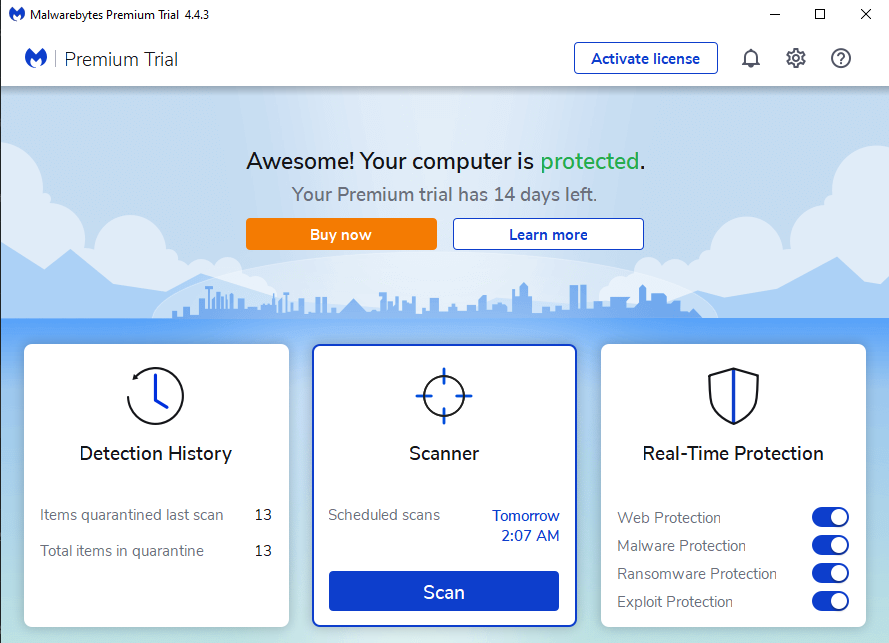 Malwarebytes Premium Trial 4.4.3
Premium Trial
Activate license
Awesome! Your computer is protected.
Your Premium trial has 14 days left.
Buy now
Learn more
Detection History
Items quarantined last scan 13
Total items in quarantine 13
Scanner
Scheduled scans Tomorrow
2:07 AM
Scan
Real-Time Protection
Web Protection
Malware Protection
Ransomware Protection
Exploit Protection